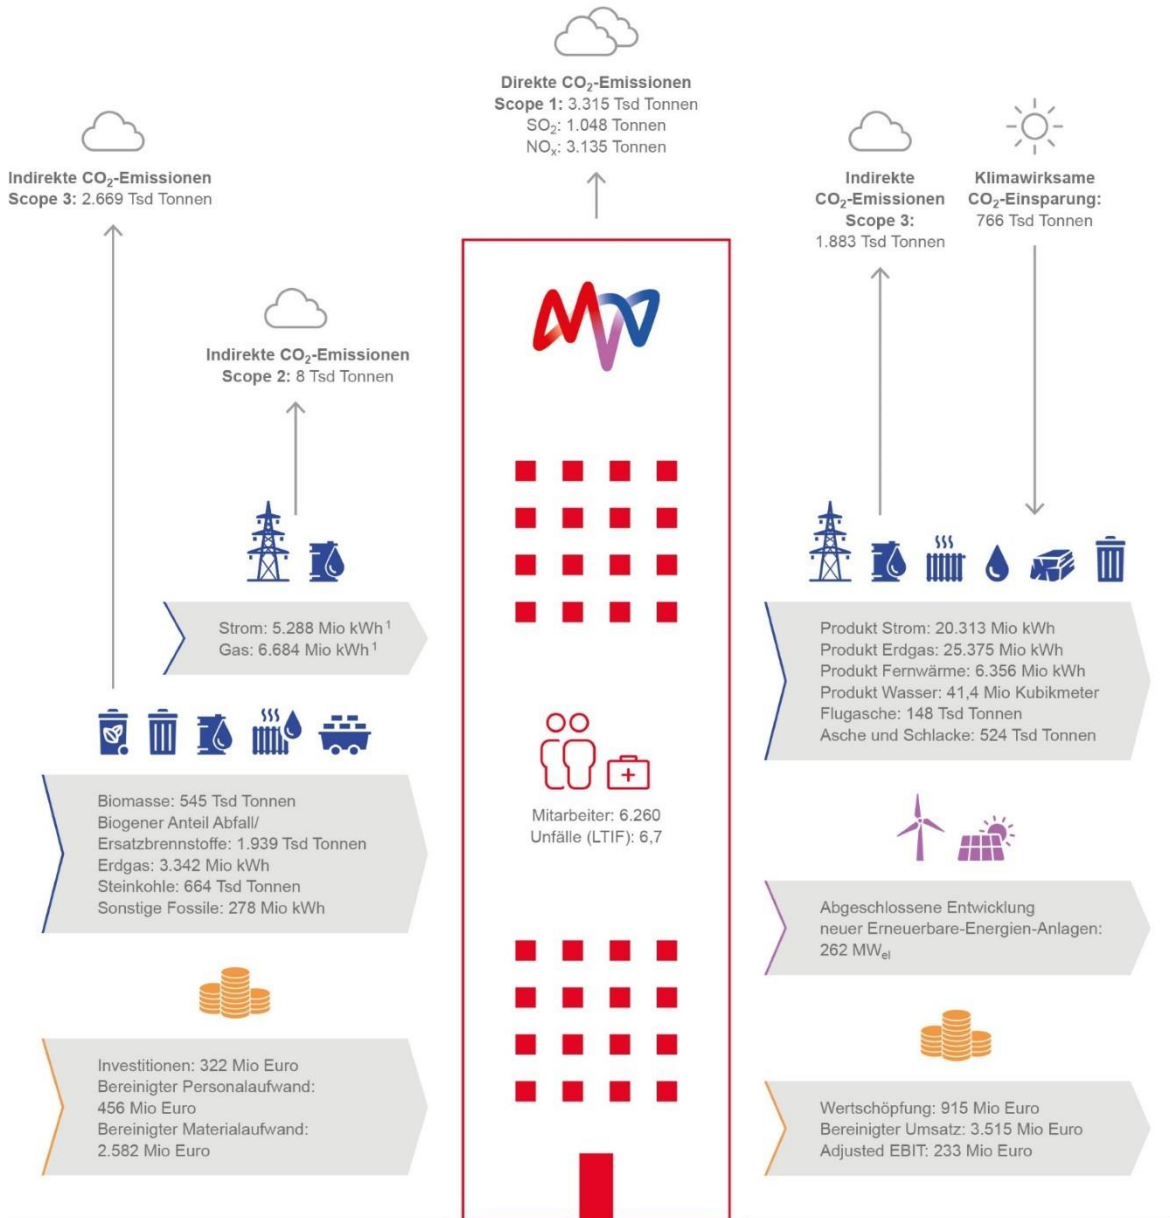 Direkte CO₂-Emissionen
Scope 1: 3.315 Tsd Tonnen
SO₂: 1.048 Tonnen
NOₓ: 3.135 Tonnen
Indirekte CO₂-Emissionen
Scope 3: 2.669 Tsd Tonnen
Indirekte CO₂-Emissionen
Scope 2: 8 Tsd Tonnen
Indirekte
CO₂-Emissionen
Scope 3:
1.883 Tsd Tonnen
Klimawirksame
CO₂-Einsparung:
766 Tsd Tonnen
MVV
Strom: 5.288 Mio kWh¹
Gas: 6.684 Mio kWh¹
Biomasse: 545 Tsd Tonnen
Biogener Anteil Abfall/
Ersatzbrennstoffe: 1.939 Tsd Tonnen
Erdgas: 3.342 Mio kWh
Steinkohle: 664 Tsd Tonnen
Sonstige Fossile: 278 Mio kWh
Investitionen: 322 Mio Euro
Bereinigter Personalaufwand:
456 Mio Euro
Bereinigter Materialaufwand:
2.582 Mio Euro
Mitarbeiter: 6.260
Unfälle (LTIF): 6,7
Produkt Strom: 20.313 Mio kWh
Produkt Erdgas: 25.375 Mio kWh
Produkt Fernwärme: 6.356 Mio kWh
Produkt Wasser: 41,4 Mio Kubikmeter
Flugasche: 148 Tsd Tonnen
Asche und Schlacke: 524 Tsd Tonnen
Abgeschlossene Entwicklung
neuer Erneuerbare-Energien-Anlagen:
262 MWₑₗ
Wertschöpfung: 915 Mio Euro
Bereinigter Umsatz: 3.515 Mio Euro
Adjusted EBIT: 233 Mio Euro